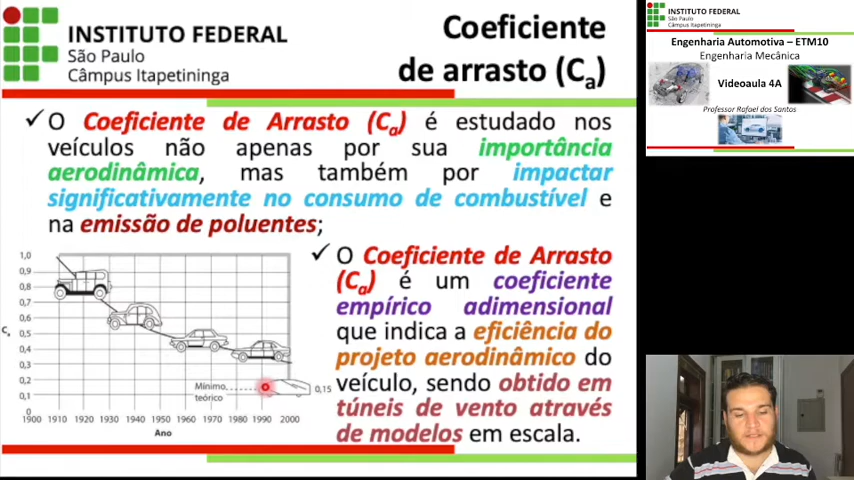 INSTITUTO FEDERAL
São Paulo
Câmpus Itapetininga
Coeficiente
de arrasto (Ca)
✓ O Coeficiente de Arrasto (Ca) é estudado nos
veículos não apenas por sua importância
aerodinâmica, mas também por impactar
significativamente no consumo de combustível e
na emissão de poluentes;
✓ O Coeficiente de Arrasto
(Ca) é um coeficiente
empírico adimensional
que indica a eficiência do
projeto aerodinâmico do
veículo, sendo obtido em
túneis de vento através
de modelos em escala.
1,0
0,9
0,8
0,7
0,6
0,5
0,4
0,3
0,2
0,1
0
Ca
Mínimo
teórico
0,15
1900 1910 1920 1930 1940 1950 1960 1970 1980 1990 2000
Ano
INSTITUTO FEDERAL
São Paulo
Câmpus Itapetininga
Engenharia Automotiva – ETM10
Engenharia Mecânica
Videoaula 4A
Professor Rafael dos Santos